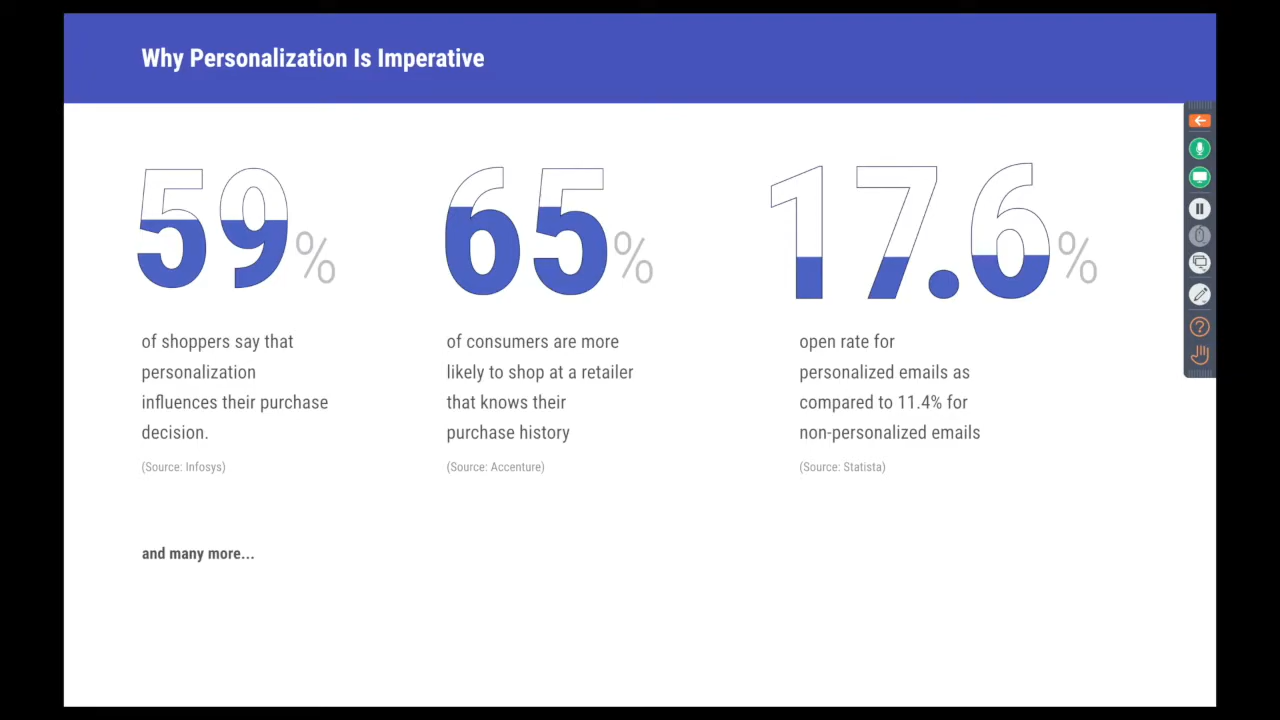 Why Personalization Is Imperative
59%
of shoppers say that
personalization
influences their purchase
decision.
(Source: Infosys)
65%
of consumers are more
likely to shop at a retailer
that knows their
purchase history
(Source: Accenture)
17.6%
open rate for
personalized emails as
compared to 11.4% for
non-personalized emails
(Source: Statista)
and many more...